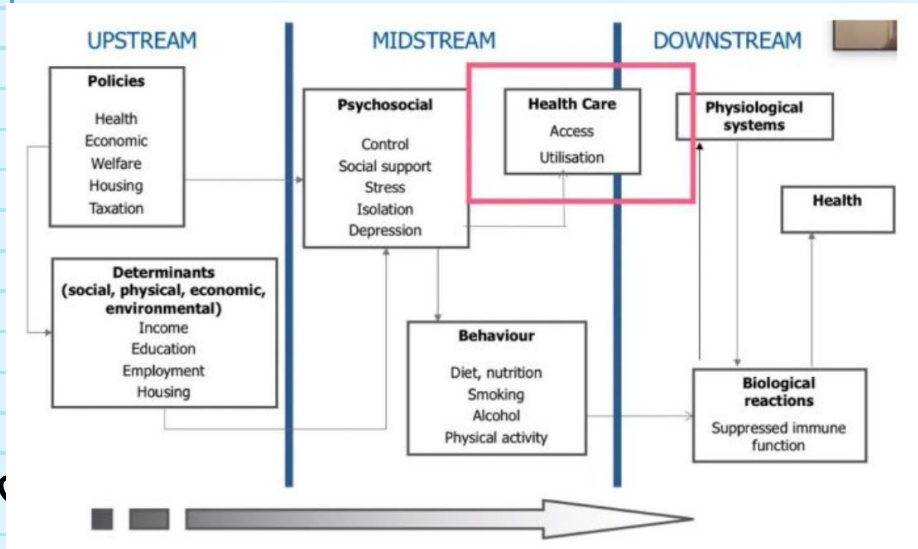 UPSTREAM
MIDSTREAM
DOWNSTREAM
Policies
Health
Economic
Welfare
Housing
Taxation
Determinants
(social, physical, economic,
environmental)
Income
Education
Employment
Housing
Psychosocial
Control
Social support
Stress
Isolation
Depression
Health Care
Access
Utilisation
Behaviour
Diet, nutrition
Smoking
Alcohol
Physical activity
Physiological
systems
Health
Biological
reactions
Suppressed immune
function